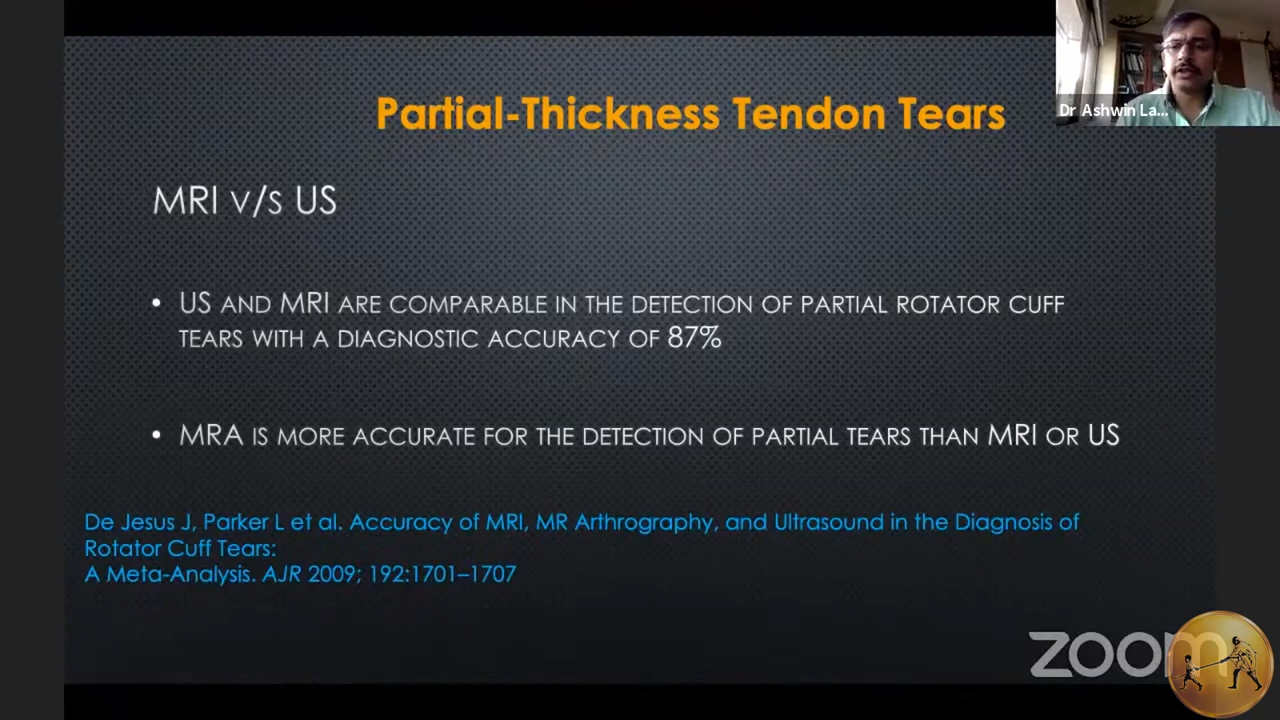 Partial-Thickness Tendon Tears
Dr Ashwin La...
MRI v/s US
• US AND MRI ARE COMPARABLE IN THE DETECTION OF PARTIAL ROTATOR CUFF
TEARS WITH A DIAGNOSTIC ACCURACY OF 87%
• MRA IS MORE ACCURATE FOR THE DETECTION OF PARTIAL TEARS THAN MRI OR US
De Jesus J, Parker L et al. Accuracy of MRI, MR Arthrography, and Ultrasound in the Diagnosis of
Rotator Cuff Tears:
A Meta-Analysis. AJR 2009; 192:1701–1707
zoom